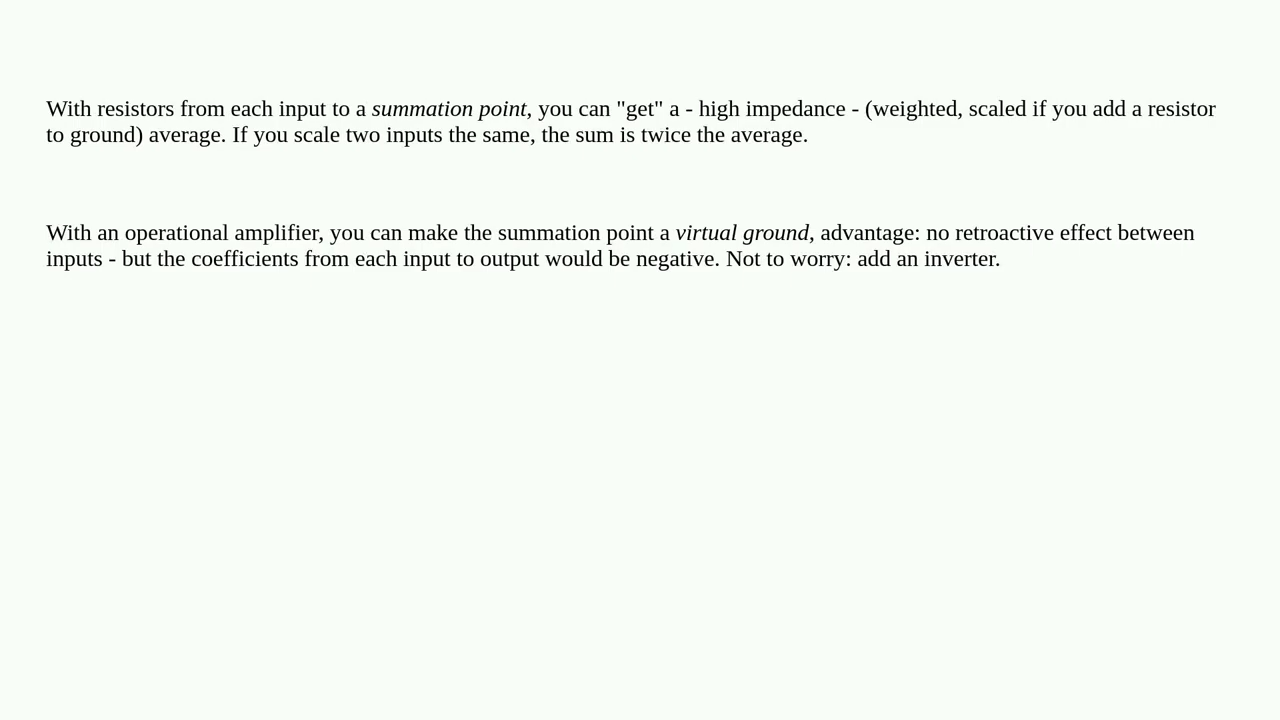 With resistors from each input to a summation point, you can "get" a - high impedance - (weighted, scaled if you add a resistor
to ground) average. If you scale two inputs the same, the sum is twice the average.
With an operational amplifier, you can make the summation point a virtual ground, advantage: no retroactive effect between
inputs - but the coefficients from each input to output would be negative. Not to worry: add an inverter.